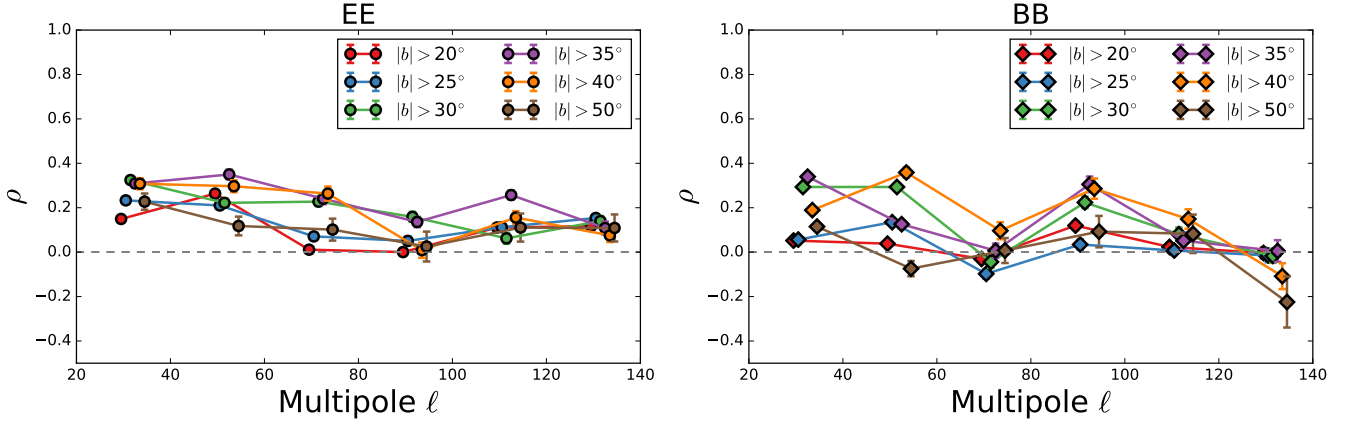 EE
1.0
0.8
0.6
0.4
0.2
0.0
−0.2
−0.4
ρ
|b| > 20°
|b| > 25°
|b| > 30°
|b| > 35°
|b| > 40°
|b| > 50°
20 40 60 80 100 120 140
Multipole ℓ
BB
1.0
0.8
0.6
0.4
0.2
0.0
−0.2
−0.4
ρ
|b| > 20°
|b| > 25°
|b| > 30°
|b| > 35°
|b| > 40°
|b| > 50°
20 40 60 80 100 120 140
Multipole ℓ